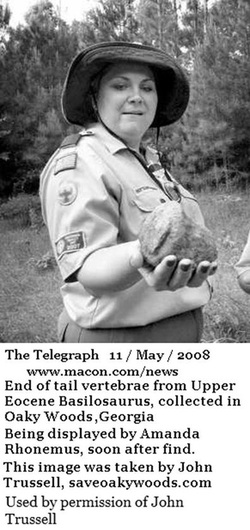 The Telegraph 11 / May / 2008
www.macon.com/news
End of tail vertebrae from Upper
Eocene Basilosaurus, collected in
Oaky Woods,Georgia
Being displayed by Amanda
Rhonemus, soon after find.
This image was taken by John
Trussell, saveoakywoods.com
Used by permission of John
Trussell